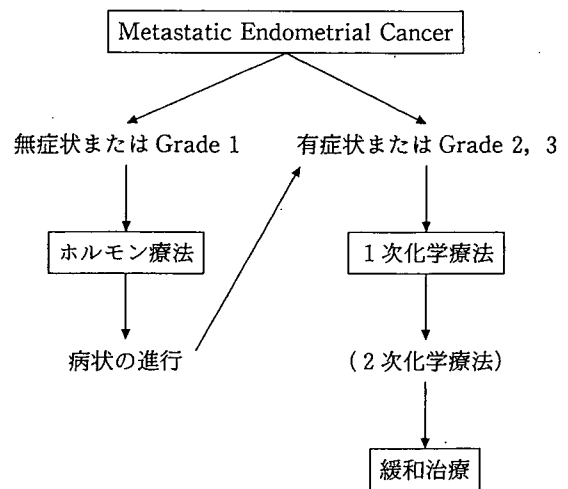 Metastatic Endometrial Cancer
無症状または Grade 1
有症状または Grade 2, 3
ホルモン療法
1次化学療法
病状の進行
(2次化学療法)
緩和治療